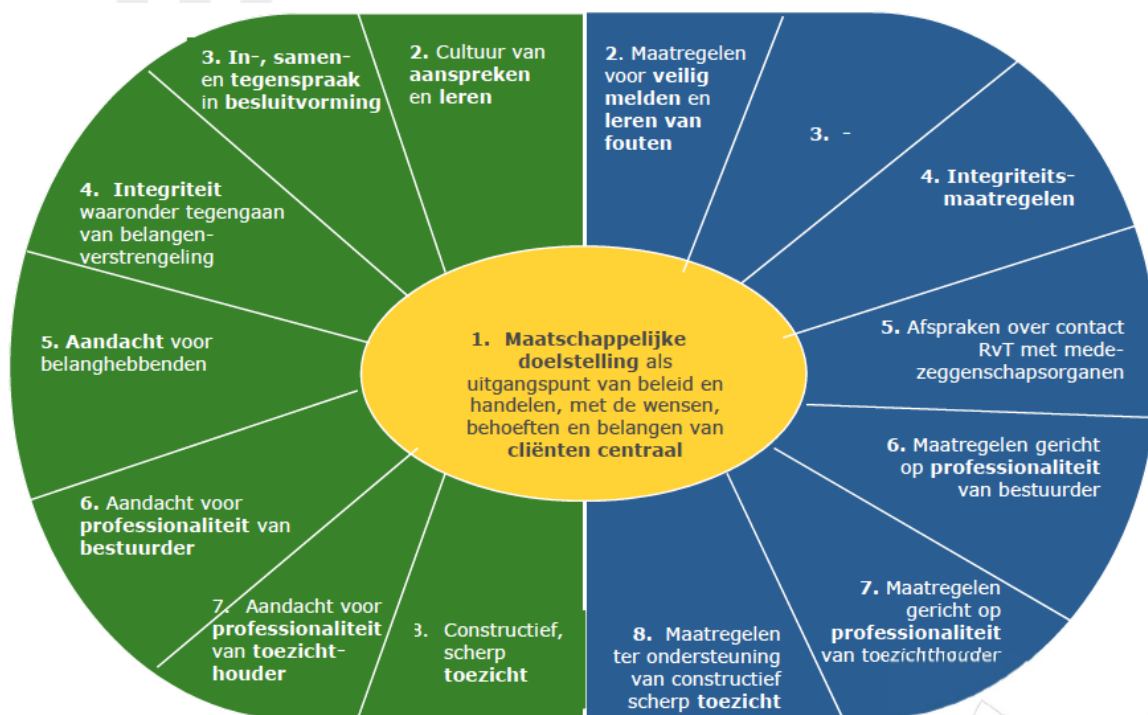 3. In-, samen-
en tegenspraak
in besluitvorming
2. Cultuur van
aanspreken
en leren
2. Maatregelen
voor veilig
melden en
leren van
fouten
3. -
4. Integriteit
waaronder tegengaan
van belangen-
verstrengeling
4. Integriteits-
maatregelen
5. Aandacht voor
belanghebbenden
1. Maatschappelijke
doelstelling als
uitgangspunt van beleid en
handelen, met de wensen,
behoeften en belangen van
cliënten centraal
5. Afspraken over contact
RvT met mede-
zeggenschapsorganen
6. Aandacht voor
professionaliteit van
bestuurder
6. Maatregelen gericht
op professionaliteit
van bestuurder
7. Aandacht voor
professionaliteit
van toezicht-
houder
8. Constructief,
scherp
toezicht
8. Maatregelen
ter ondersteuning
van constructief
scherp toezicht
7. Maatregelen
gericht op
professionaliteit
van toezichthouder